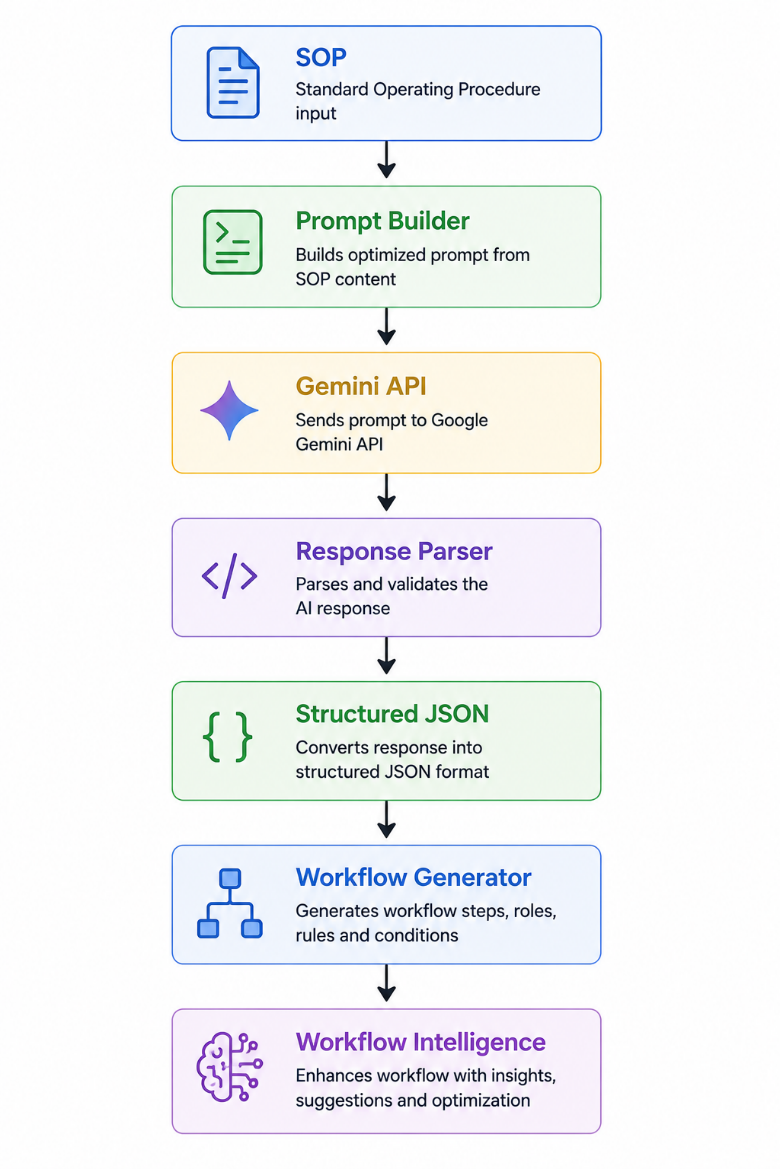 SOP
Standard Operating Procedure
input
Prompt Builder
Builds optimized prompt from
SOP content
Gemini API
Sends prompt to Google
Gemini API
Response Parser
Parses and validates the
AI response
Structured JSON
Converts response into
structured JSON format
Workflow Generator
Generates workflow steps, roles,
rules and conditions
Workflow Intelligence
Enhances workflow with insights,
suggestions and optimization